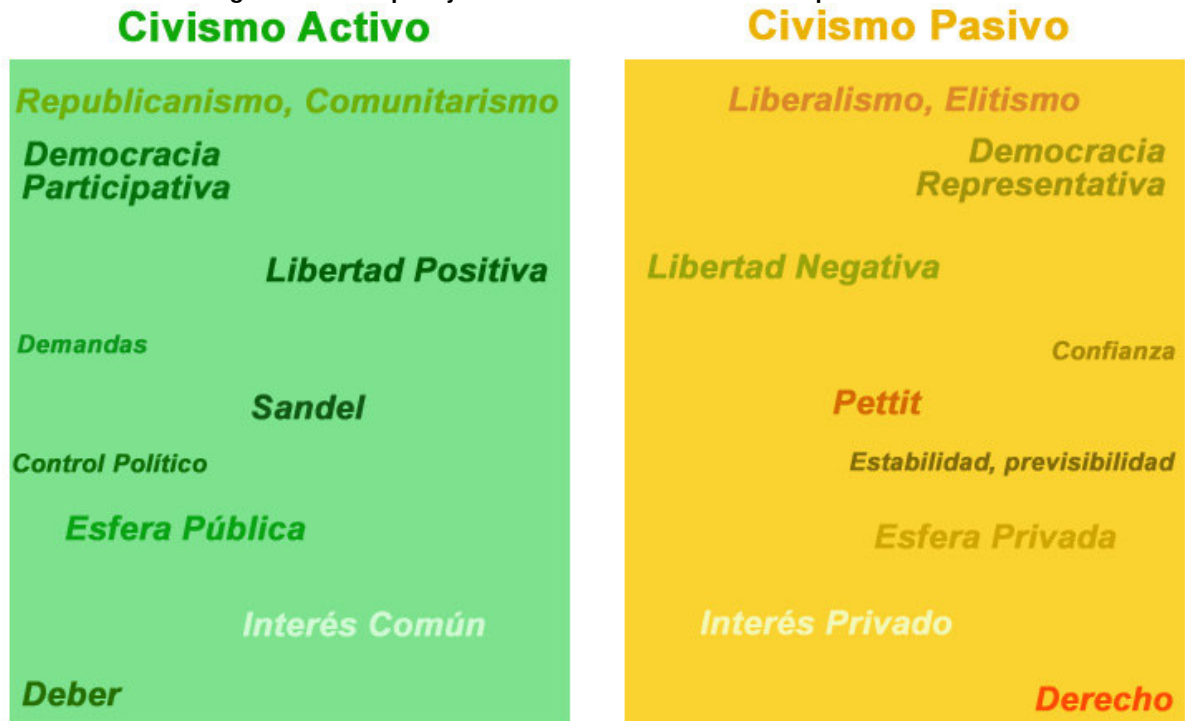 Civismo Activo
Republicanismo, Comunitarismo
Democracia
Participativa
Libertad Positiva
Demandas
Sandel
Control Político
Esfera Pública
Interés Común
Deber
Civismo Pasivo
Liberalismo, Elitismo
Democracia
Representativa
Libertad Negativa
Confianza
Pettit
Estabilidad, previsibilidad
Esfera Privada
Interés Privado
Derecho